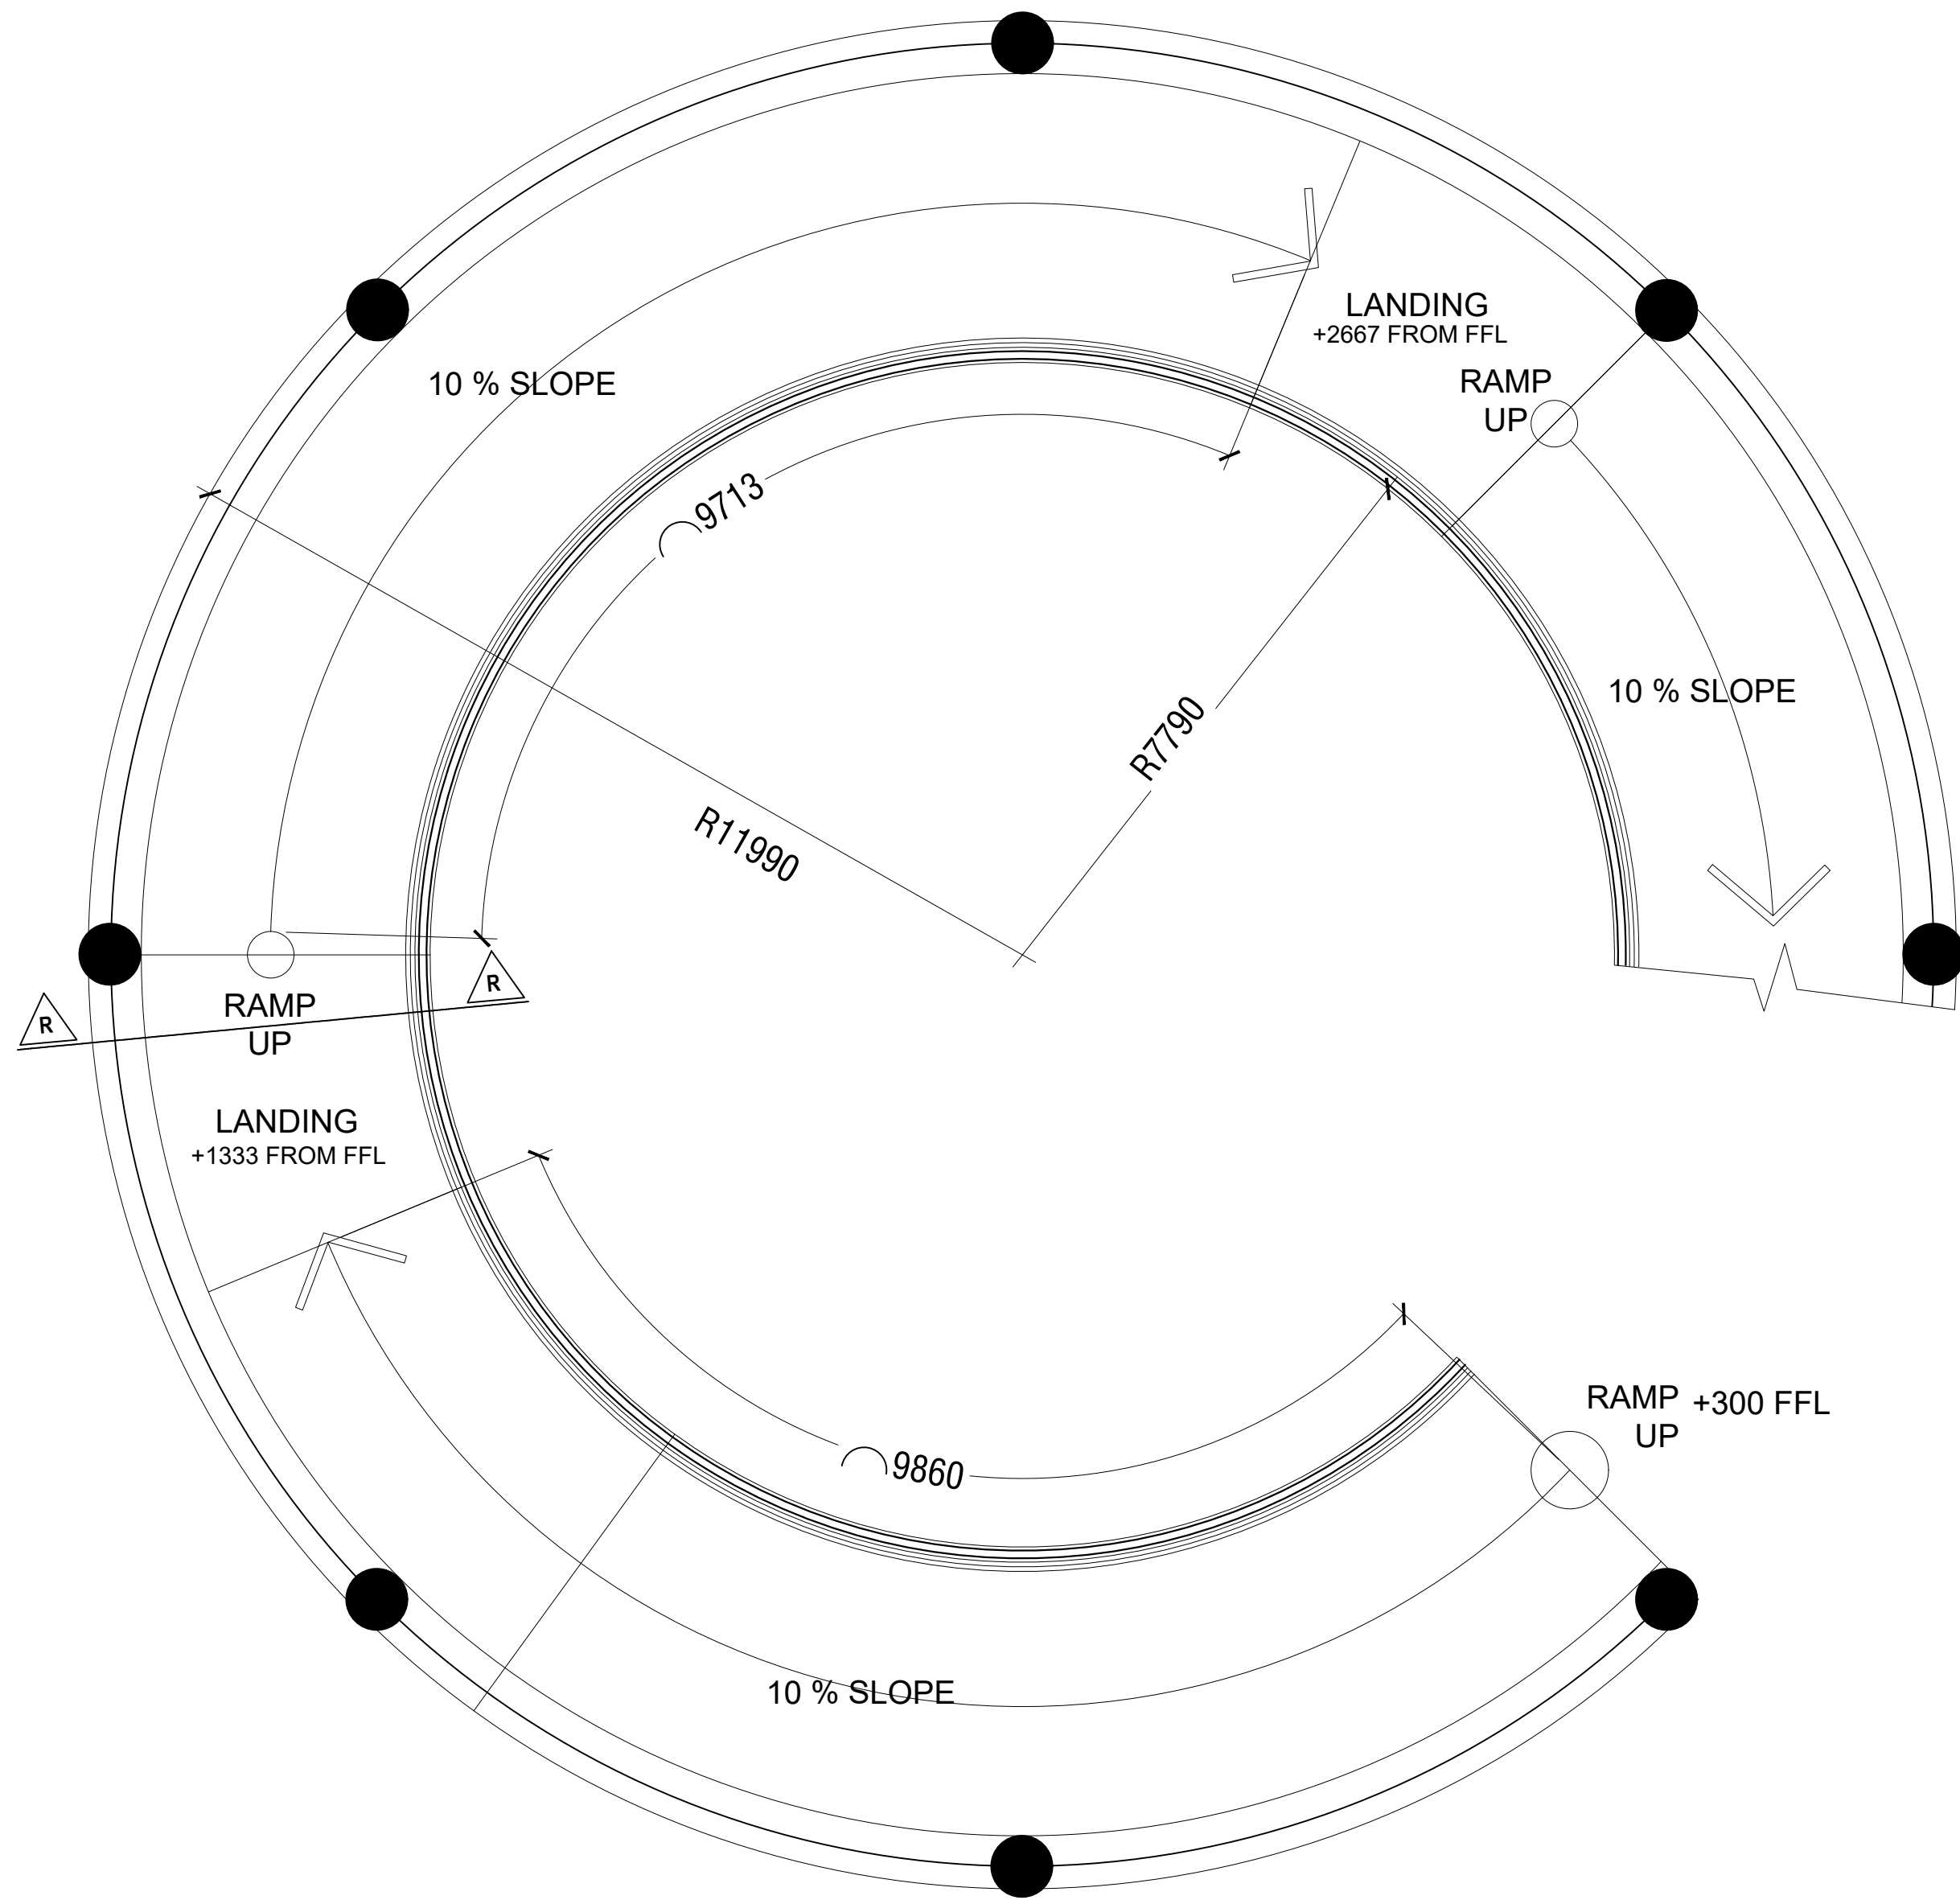 LANDING
+2667 FROM FFL
RAMP
UP
10 % SLOPE
9713
10 % SLOPE
R7790
R11990
R
R
RAMP
UP
LANDING
+1333 FROM FFL
RAMP +300 FFL
UP
9860
10 % SLOPE